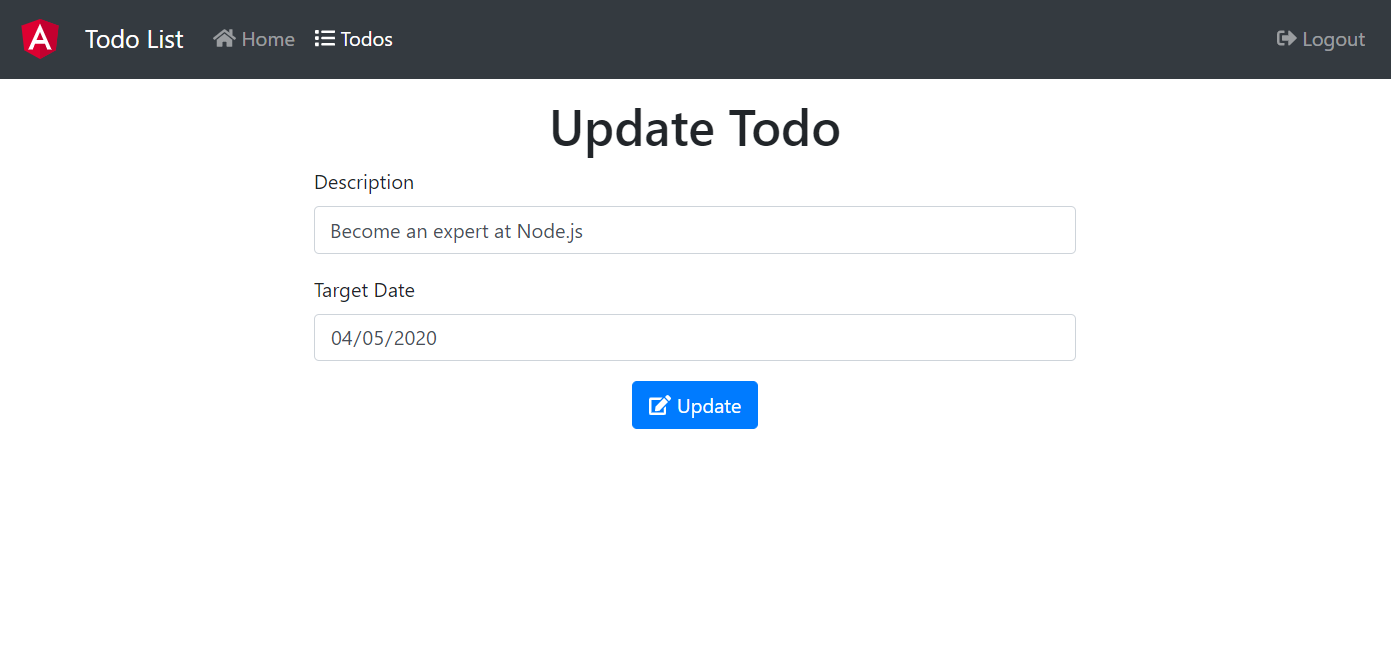 Todo List Home Todos Logout
Update Todo
Description
Become an expert at Node.js
Target Date
04/05/2020
Update